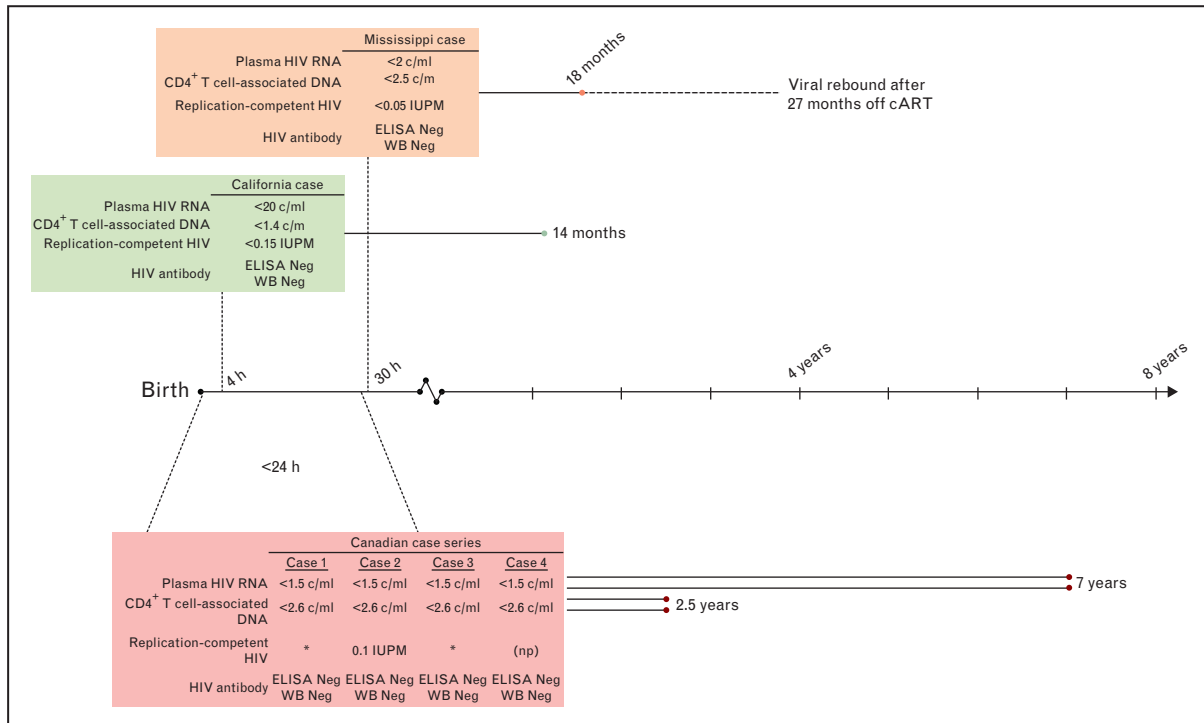 Mississippi case
Plasma HIV RNA <2 c/ml
CD4+ T cell-associated DNA <2.5 c/m
Replication-competent HIV <0.05 IUPM
HIV antibody ELISA Neg
WB Neg
18 months
Viral rebound after
27 months off cART
California case
Plasma HIV RNA <20 c/ml
CD4+ T cell-associated DNA <1.4 c/m
Replication-competent HIV <0.15 IUPM
HIV antibody ELISA Neg
WB Neg
14 months
Birth 4 h 30 h 4 years 8 years
<24 h
Canadian case series
Case 1 Case 2 Case 3 Case 4
Plasma HIV RNA <1.5 c/ml <1.5 c/ml <1.5 c/ml <1.5 c/ml
CD4+ T cell-associated <2.6 c/ml <2.6 c/ml <2.6 c/ml <2.6 c/ml
DNA
Replication-competent * 0.1 IUPM * (np)
HIV
HIV antibody ELISA Neg ELISA Neg ELISA Neg ELISA Neg
WB Neg WB Neg WB Neg WB Neg
7 years
2.5 years